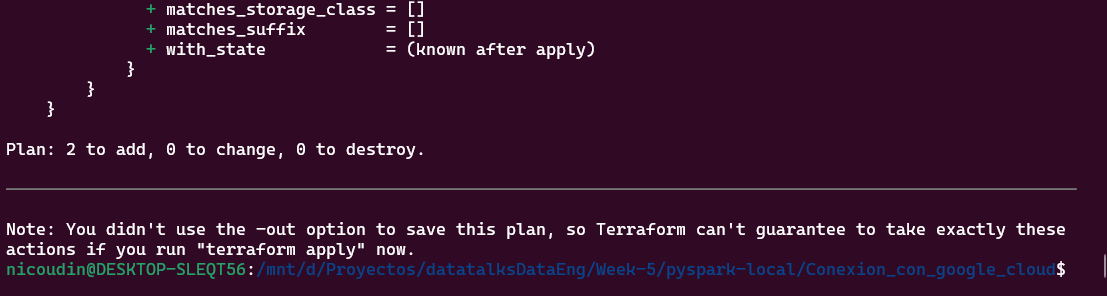 + matches_storage_class = []
+ matches_suffix        = []
+ with_state            = (known after apply)
}
}
}
Plan: 2 to add, 0 to change, 0 to destroy.
Note: You didn't use the -out option to save this plan, so Terraform can't guarantee to take exactly these
actions if you run "terraform apply" now.
nicoudin@DESKTOP-SLEQT56:/mnt/d/Proyectos/datatalksDataEng/Week-5/pyspark-local/Conexion_con_google_cloud$